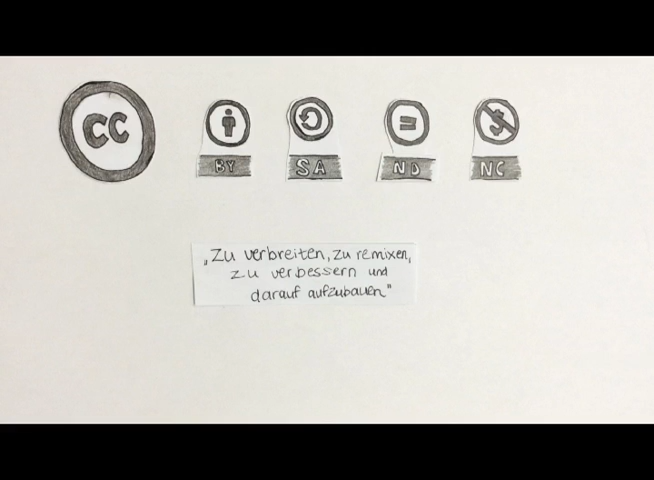 CC
BY SA ND NC
„Zu verbreiten, zu remixen,
zu verbessern und
darauf aufzubauen"